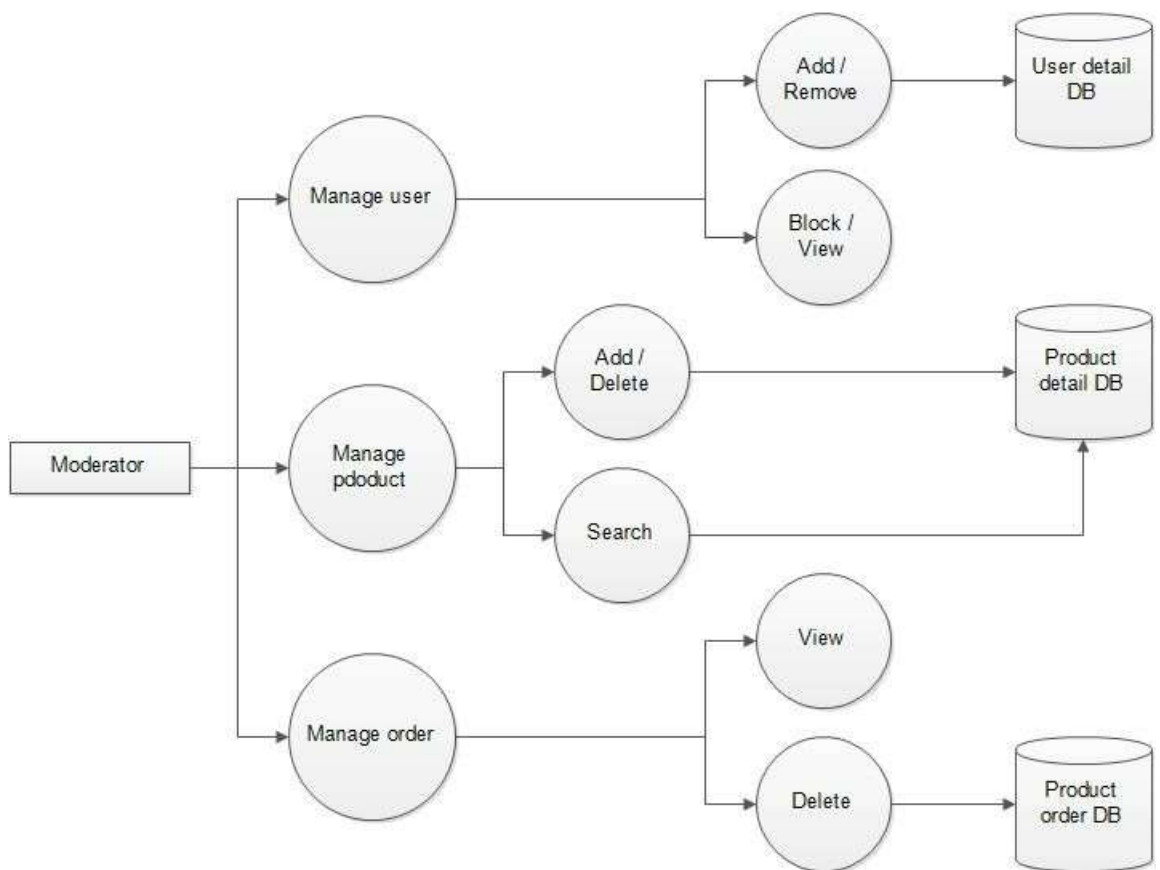 Add /
Remove
User detail
DB
Manage user
Block /
View
Add /
Delete
Product
detail DB
Moderator
Manage
pdoduct
Search
View
Manage order
Delete
Product
order DB